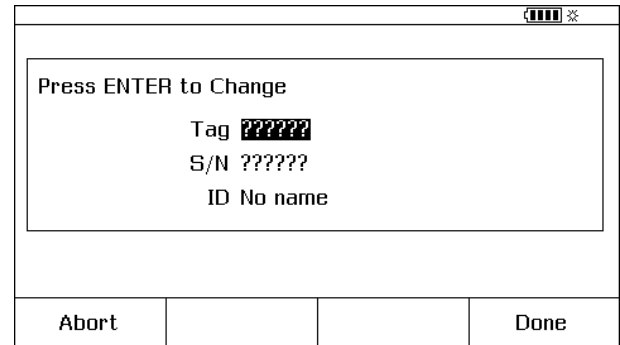 Press ENTER to Change
Tag ??????
S/N ??????
ID No name
Abort
Done